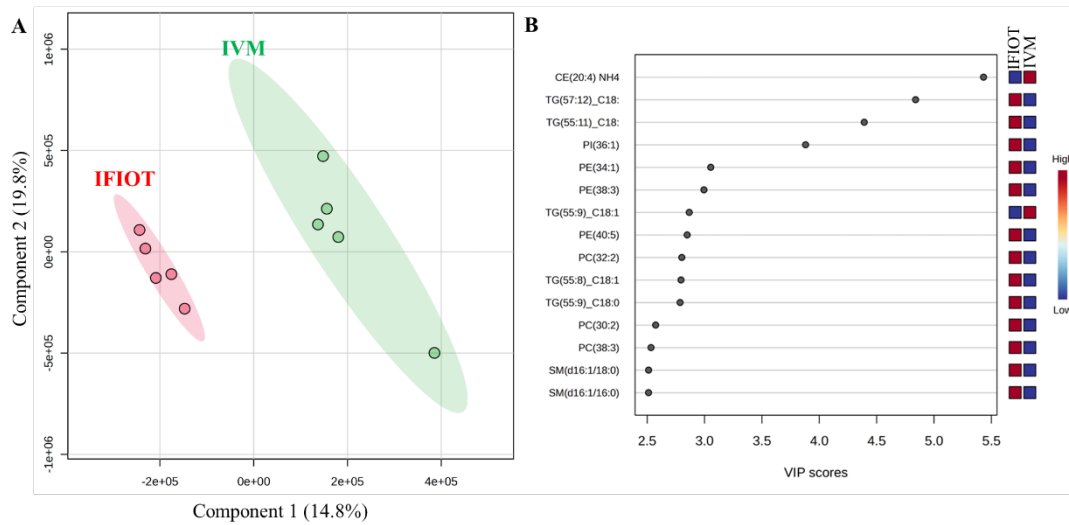 A
IVM
IFIOT
Component 2 (19.8%)
1e+06
5e+05
0e+00
-5e+05
-1e+06
-2e+05
0e+00
2e+05
4e+05
Component 1 (14.8%)
B
IFIOT
IVM
CE(20:4) NH4
TG(57:12)_C18:
TG(55:11)_C18:
PI(36:1)
PE(34:1)
PE(38:3)
TG(55:9)_C18:1
PE(40:5)
PC(32:2)
TG(55:8)_C18:1
TG(55:9)_C18:0
PC(30:2)
PC(38:3)
SM(d16:1/18:0)
SM(d16:1/16:0)
2.5
3.0
3.5
4.0
4.5
5.0
5.5
VIP scores
High
Low